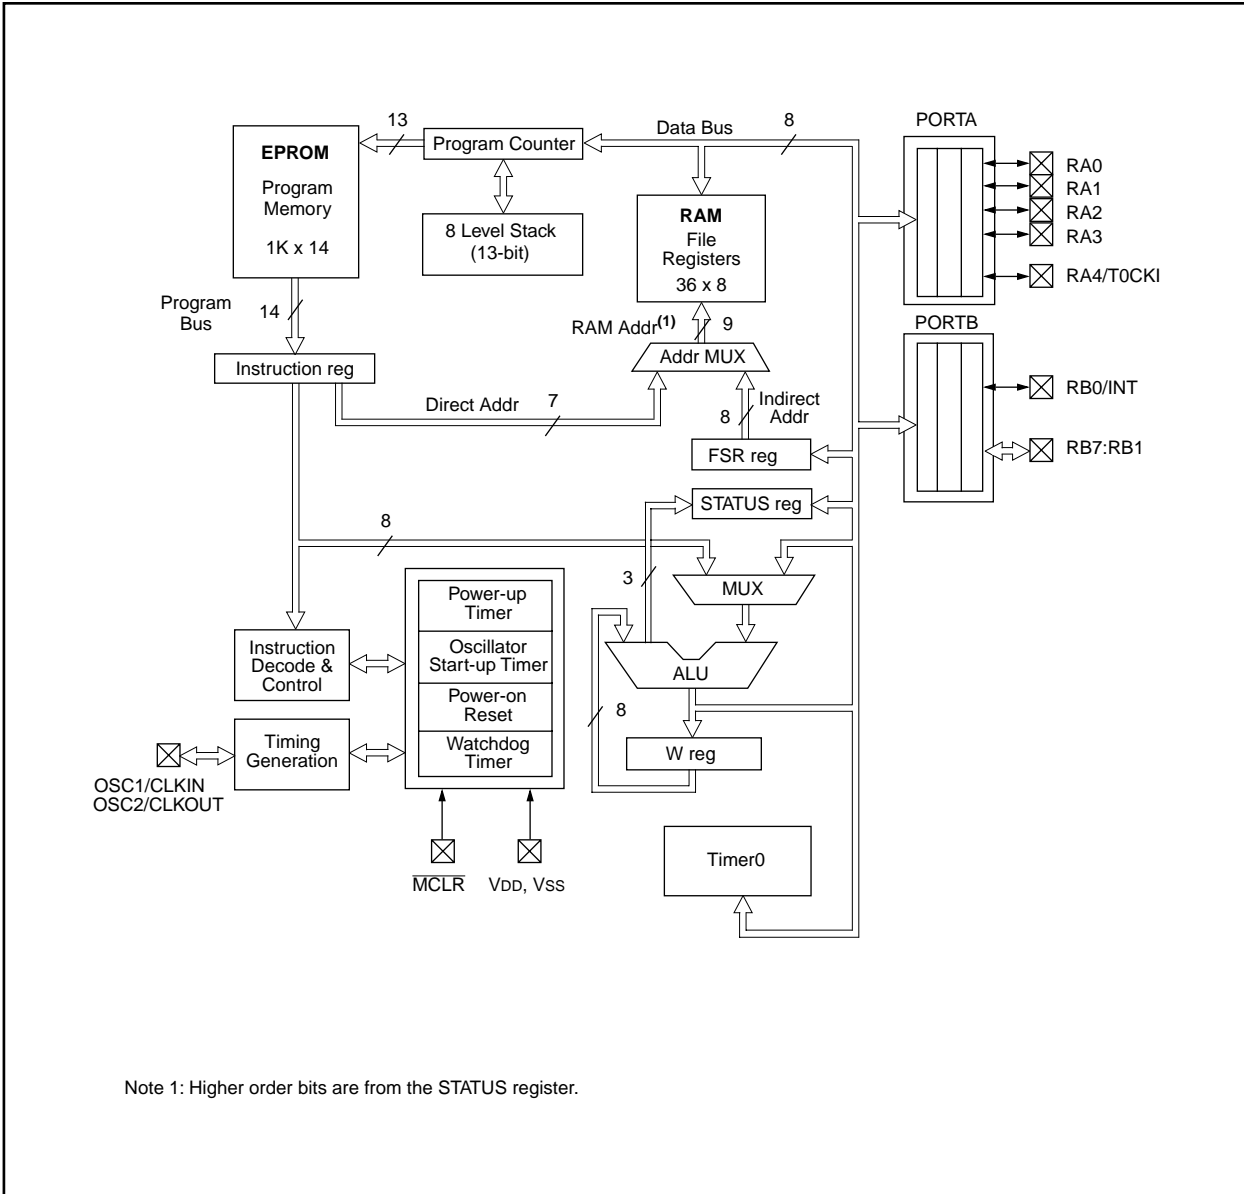 13
Data Bus
8
PORTA
EPROM
Program
Memory
1K x 14
Program Counter
8 Level Stack
(13-bit)
RAM
File
Registers
36 x 8
RA0
RA1
RA2
RA3
RA4/T0CKI
Program
Bus
14
RAM Addr(1)
9
PORTB
Instruction reg
Addr MUX
Direct Addr
7
8
Indirect
Addr
RB0/INT
RB7:RB1
FSR reg
STATUS reg
8
3
MUX
Power-up
Timer
Oscillator
Start-up Timer
Power-on
Reset
Watchdog
Timer
Instruction
Decode &
Control
ALU
8
W reg
Timing
Generation
OSC1/CLKIN
OSC2/CLKOUT
MCLR
VDD, VSS
Timer0
Note 1: Higher order bits are from the STATUS register.